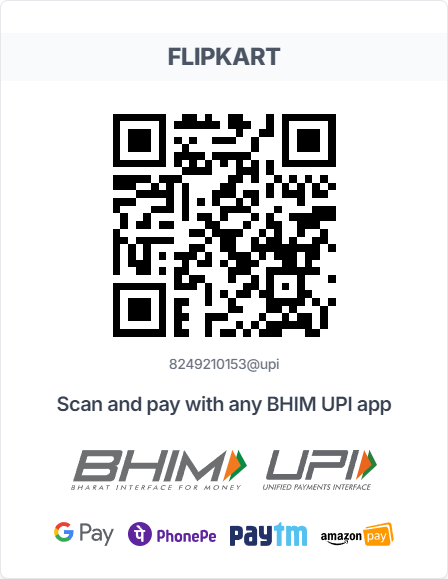 FLIPKART
8249210153@upi
Scan and pay with any BHIM UPI app
BHIM UPI
BHARAT INTERFACE FOR MONEY UNIFIED PAYMENTS INTERFACE
G Pay PhonePe paytm amazon pay